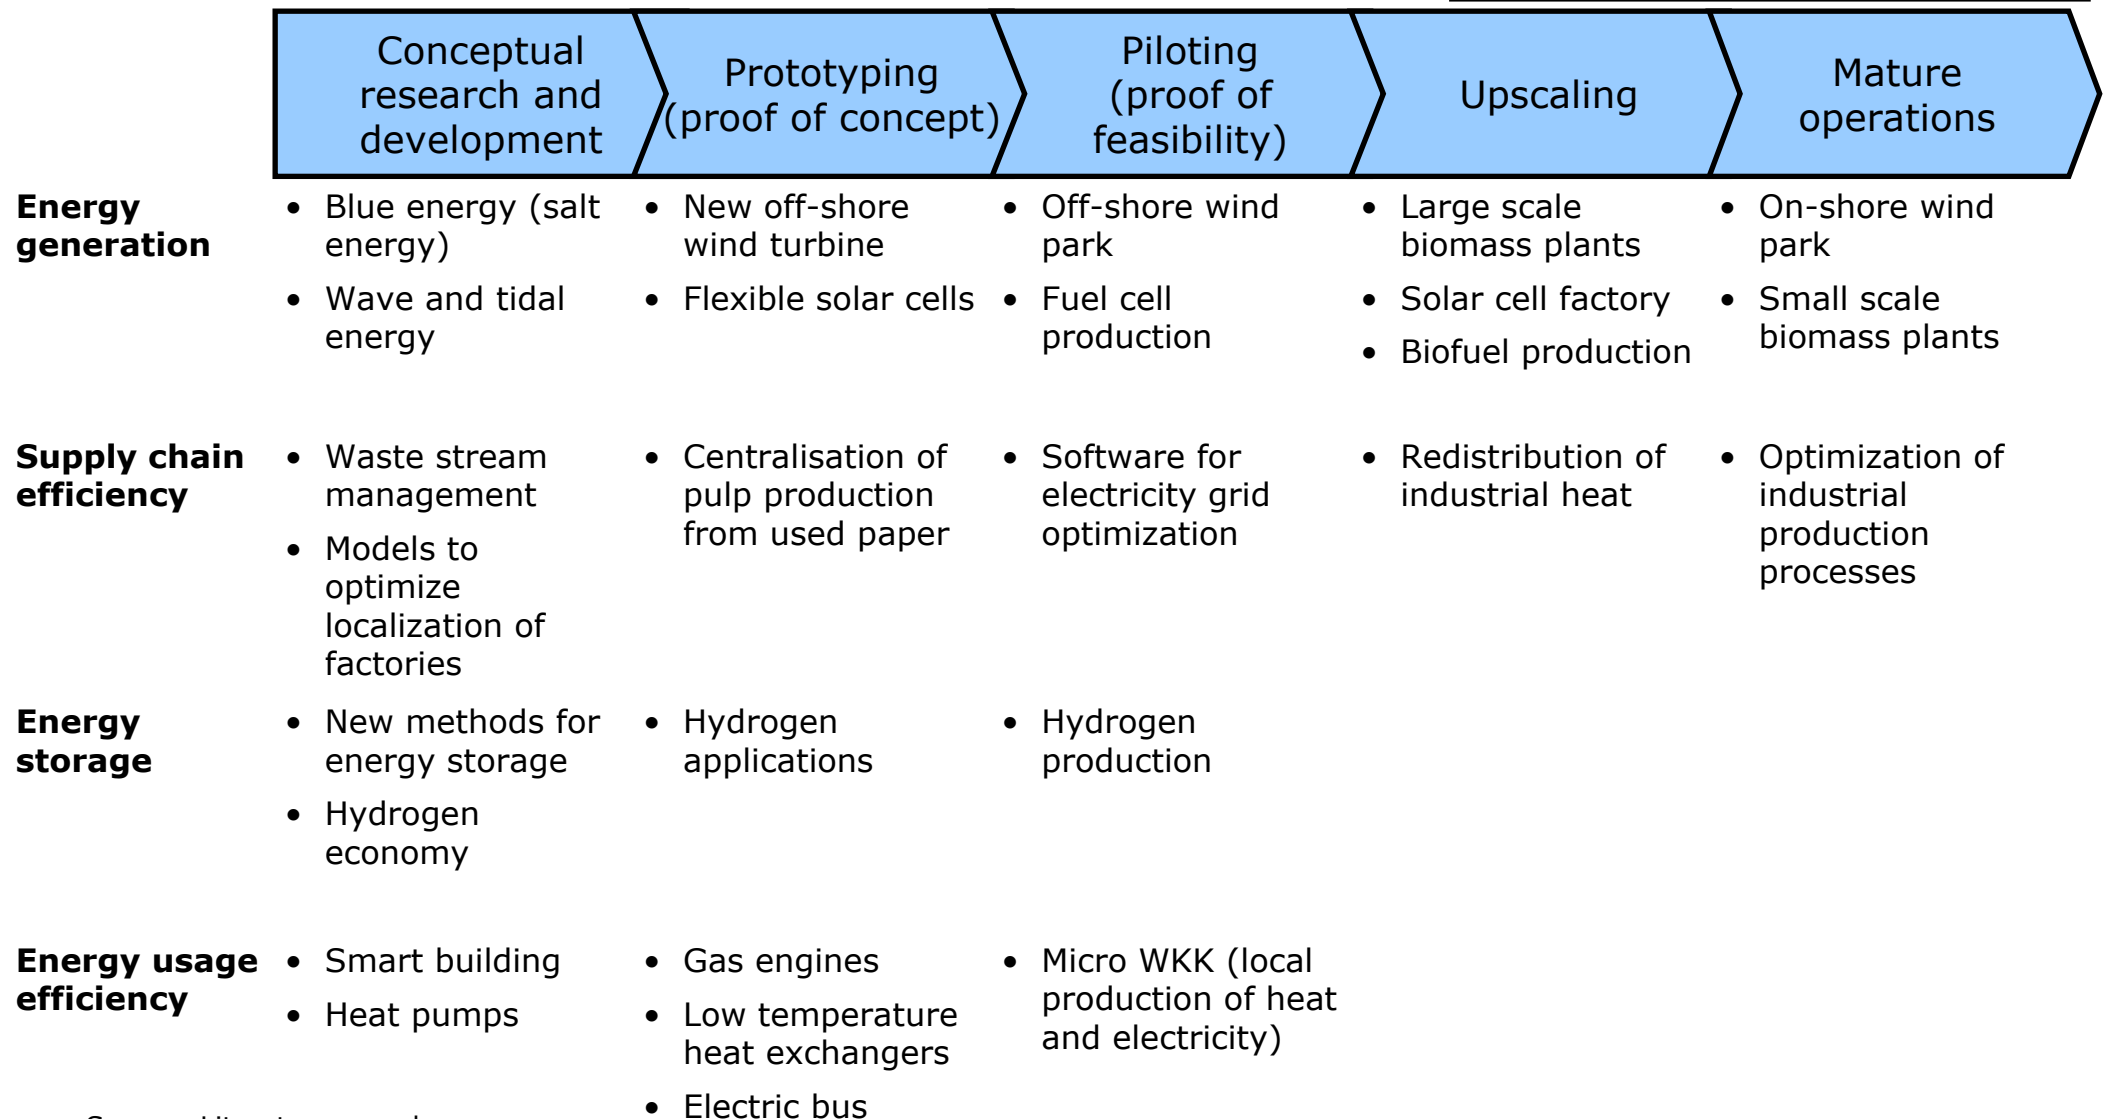 Conceptual
research and
development
Prototyping
(proof of concept)
Piloting
(proof of
feasibility)
Upscaling
Mature
operations
Energy
generation
• Blue energy (salt
energy)
• Wave and tidal
energy
• New off-shore
wind turbine
• Flexible solar cells
• Off-shore wind
park
• Fuel cell
production
• Large scale
biomass plants
• Solar cell factory
• Biofuel production
• On-shore wind
park
• Small scale
biomass plants
Supply chain
efficiency
• Waste stream
management
• Models to
optimize
localization of
factories
• Centralisation of
pulp production
from used paper
• Software for
electricity grid
optimization
• Redistribution of
industrial heat
• Optimization of
industrial
production
processes
Energy
storage
• New methods for
energy storage
• Hydrogen
economy
• Hydrogen
applications
• Hydrogen
production
Energy usage
efficiency
• Smart building
• Heat pumps
• Gas engines
• Low temperature
heat exchangers
• Electric bus
• Micro WKK (local
production of heat
and electricity)